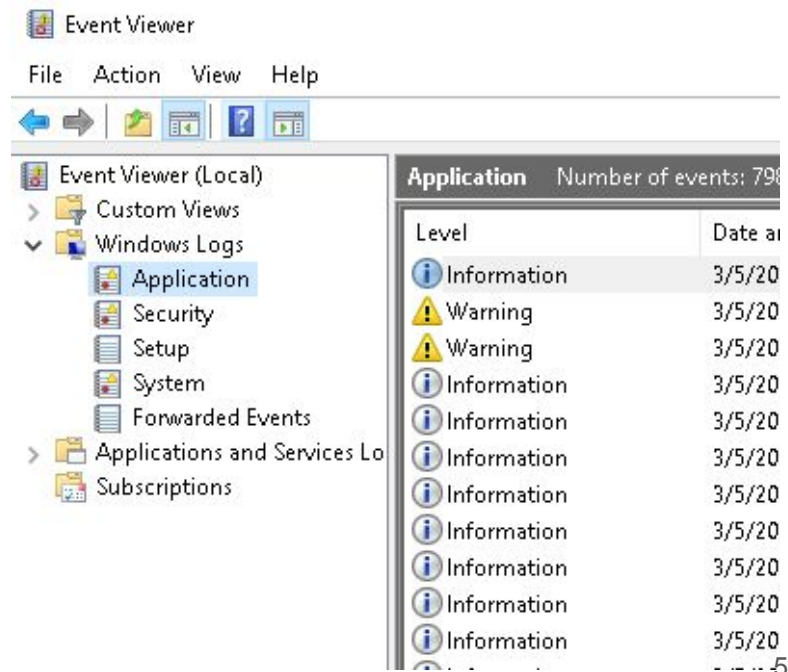 Event Viewer
File Action View Help
Event Viewer (Local)
Custom Views
Windows Logs
Application
Security
Setup
System
Forwarded Events
Applications and Services Lo
Subscriptions
Application Number of events: 798
Level Date an
Information 3/5/20
Warning 3/5/20
Warning 3/5/20
Information 3/5/20
Information 3/5/20
Information 3/5/20
Information 3/5/20
Information 3/5/20
Information 3/5/20
Information 3/5/20
Information 3/5/20
5